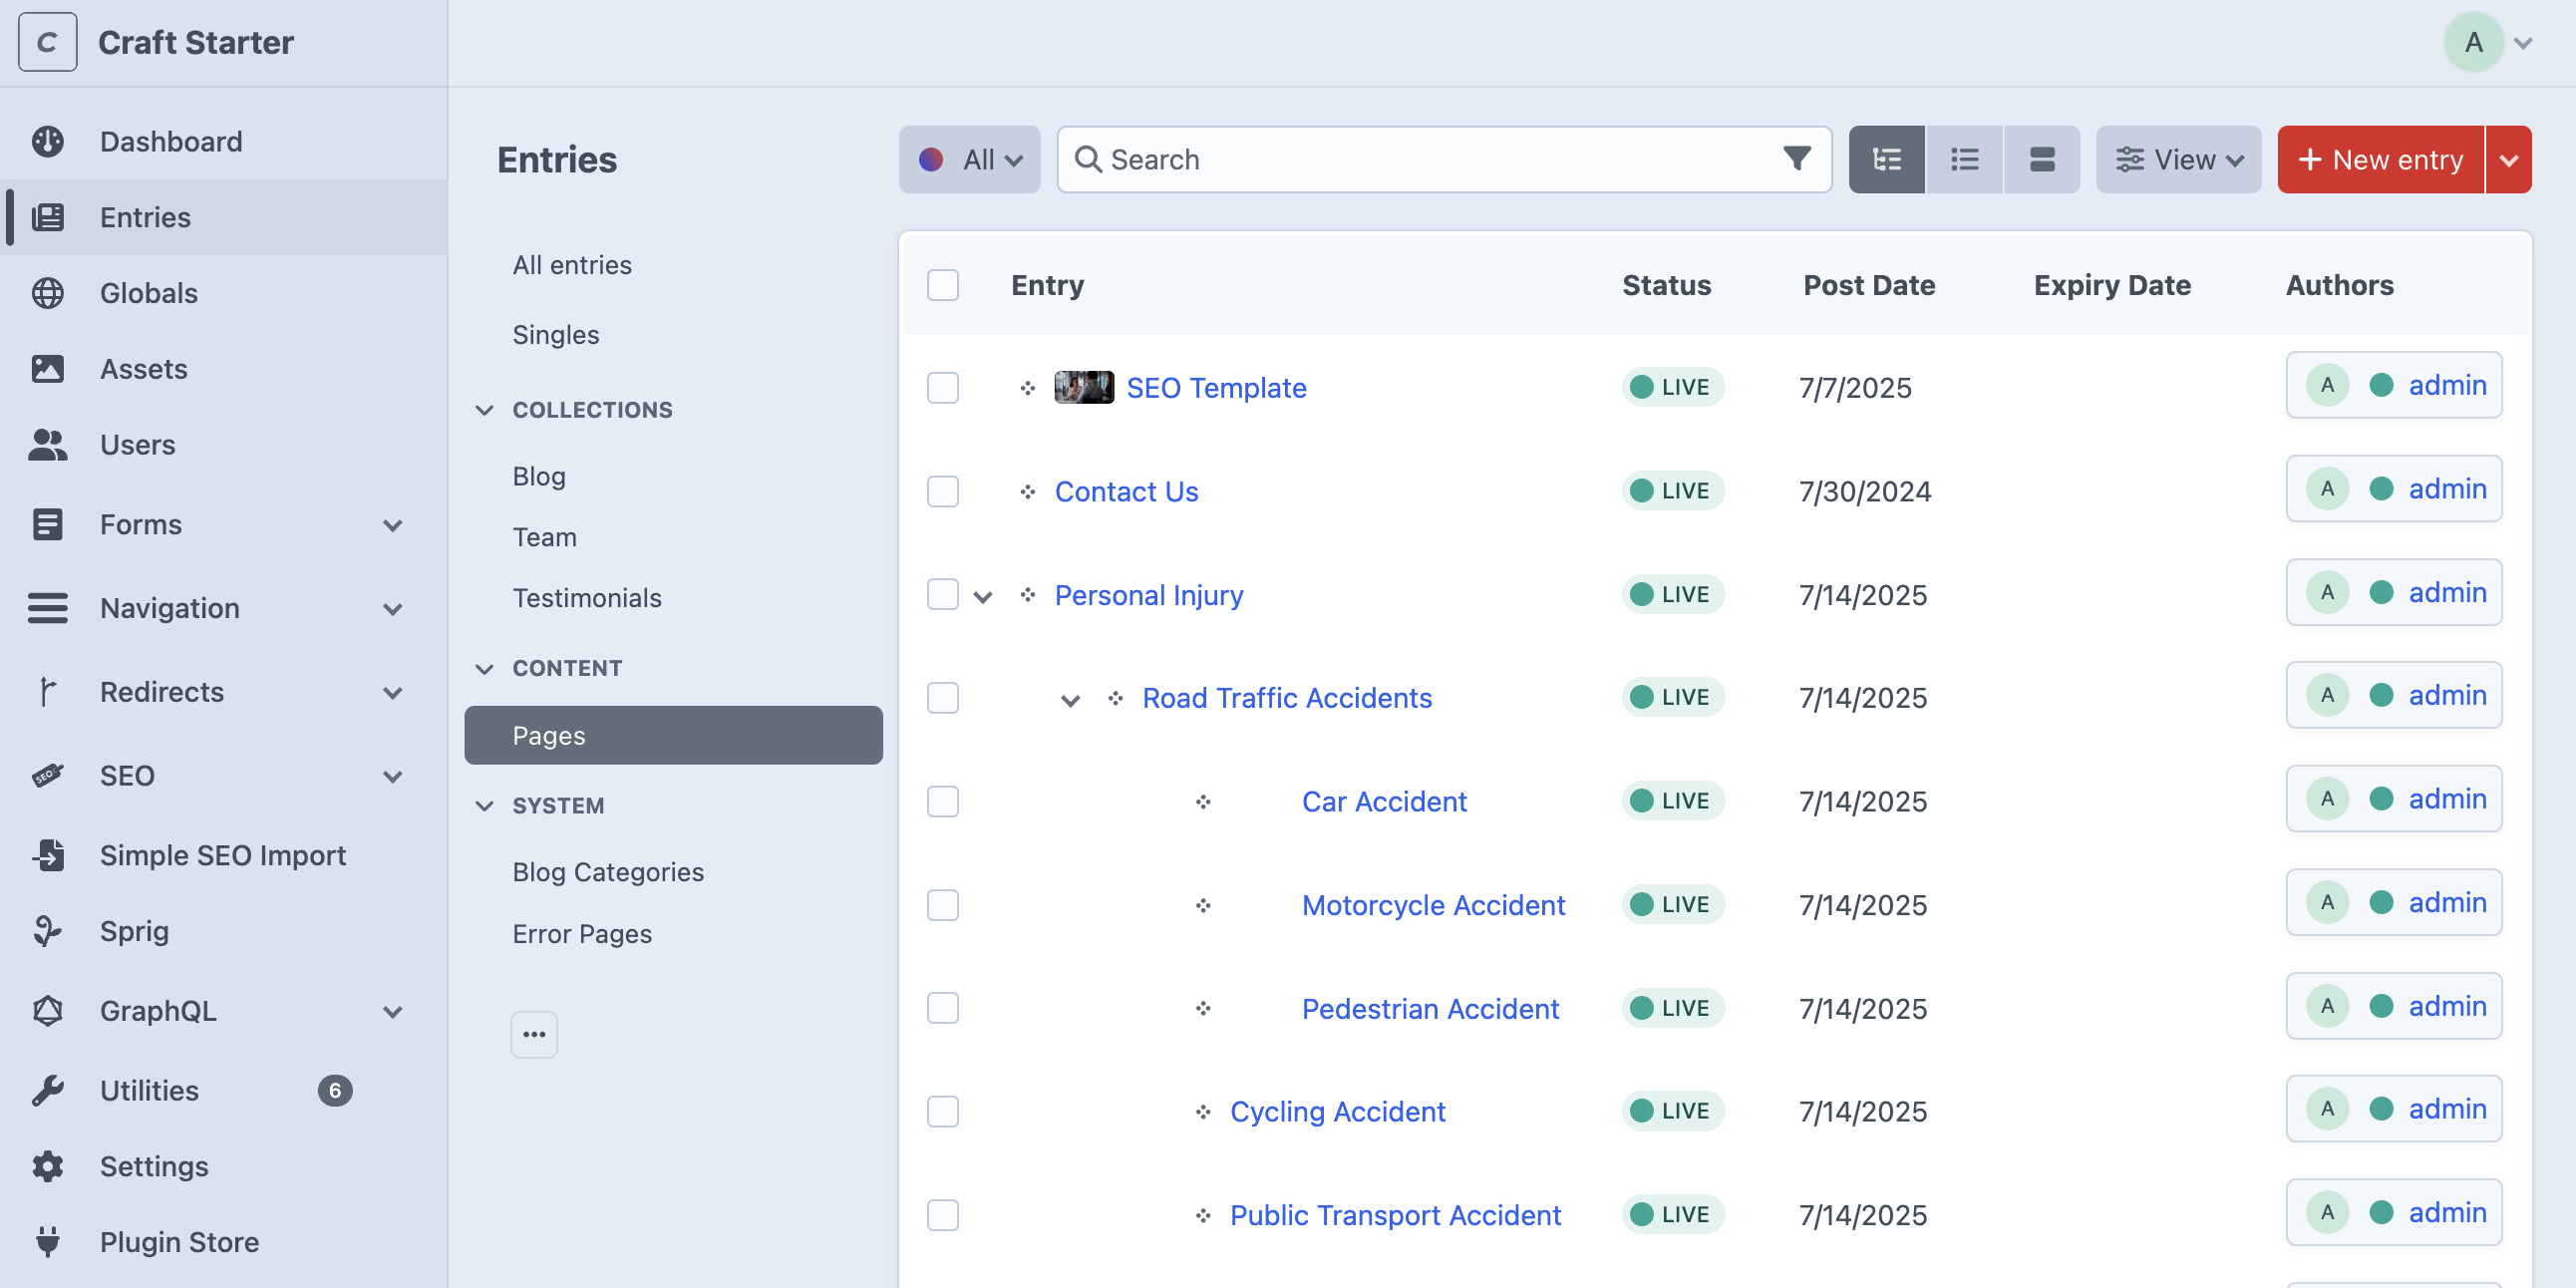 C Craft Starter
A
Dashboard
Entries
Globals
Assets
Users
Forms
Navigation
Redirects
SEO
SEO
Simple SEO Import
Sprig
GraphQL
Utilities 6
Settings
Plugin Store
Entries
All entries
Singles
COLLECTIONS
Blog
Team
Testimonials
CONTENT
Pages
SYSTEM
Blog Categories
Error Pages
All
Search
View
New entry
Entry Status Post Date Expiry Date Authors
SEO Template LIVE 7/7/2025 A admin
Contact Us LIVE 7/30/2024 A admin
Personal Injury LIVE 7/14/2025 A admin
Road Traffic Accidents LIVE 7/14/2025 A admin
Car Accident LIVE 7/14/2025 A admin
Motorcycle Accident LIVE 7/14/2025 A admin
Pedestrian Accident LIVE 7/14/2025 A admin
Cycling Accident LIVE 7/14/2025 A admin
Public Transport Accident LIVE 7/14/2025 A admin